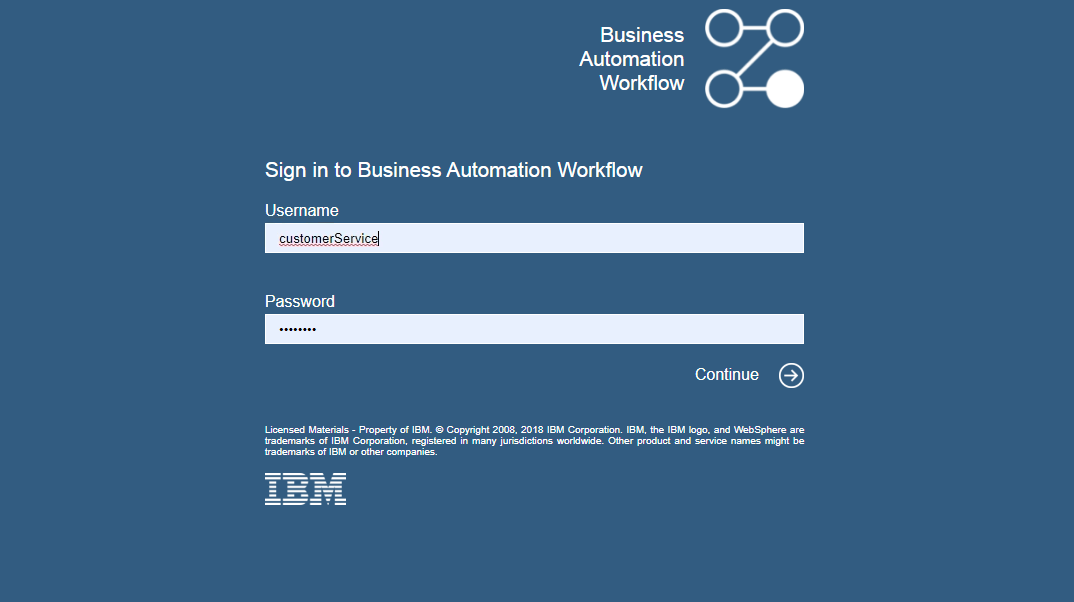 Business
Automation
Workflow
Sign in to Business Automation Workflow
Username
customerService
Password
••••••••
Continue
Licensed Materials - Property of IBM. © Copyright 2008, 2018 IBM Corporation. IBM, the IBM logo, and WebSphere are
trademarks of IBM Corporation, registered in many jurisdictions worldwide. Other product and service names might be
trademarks of IBM or other companies.
IBM